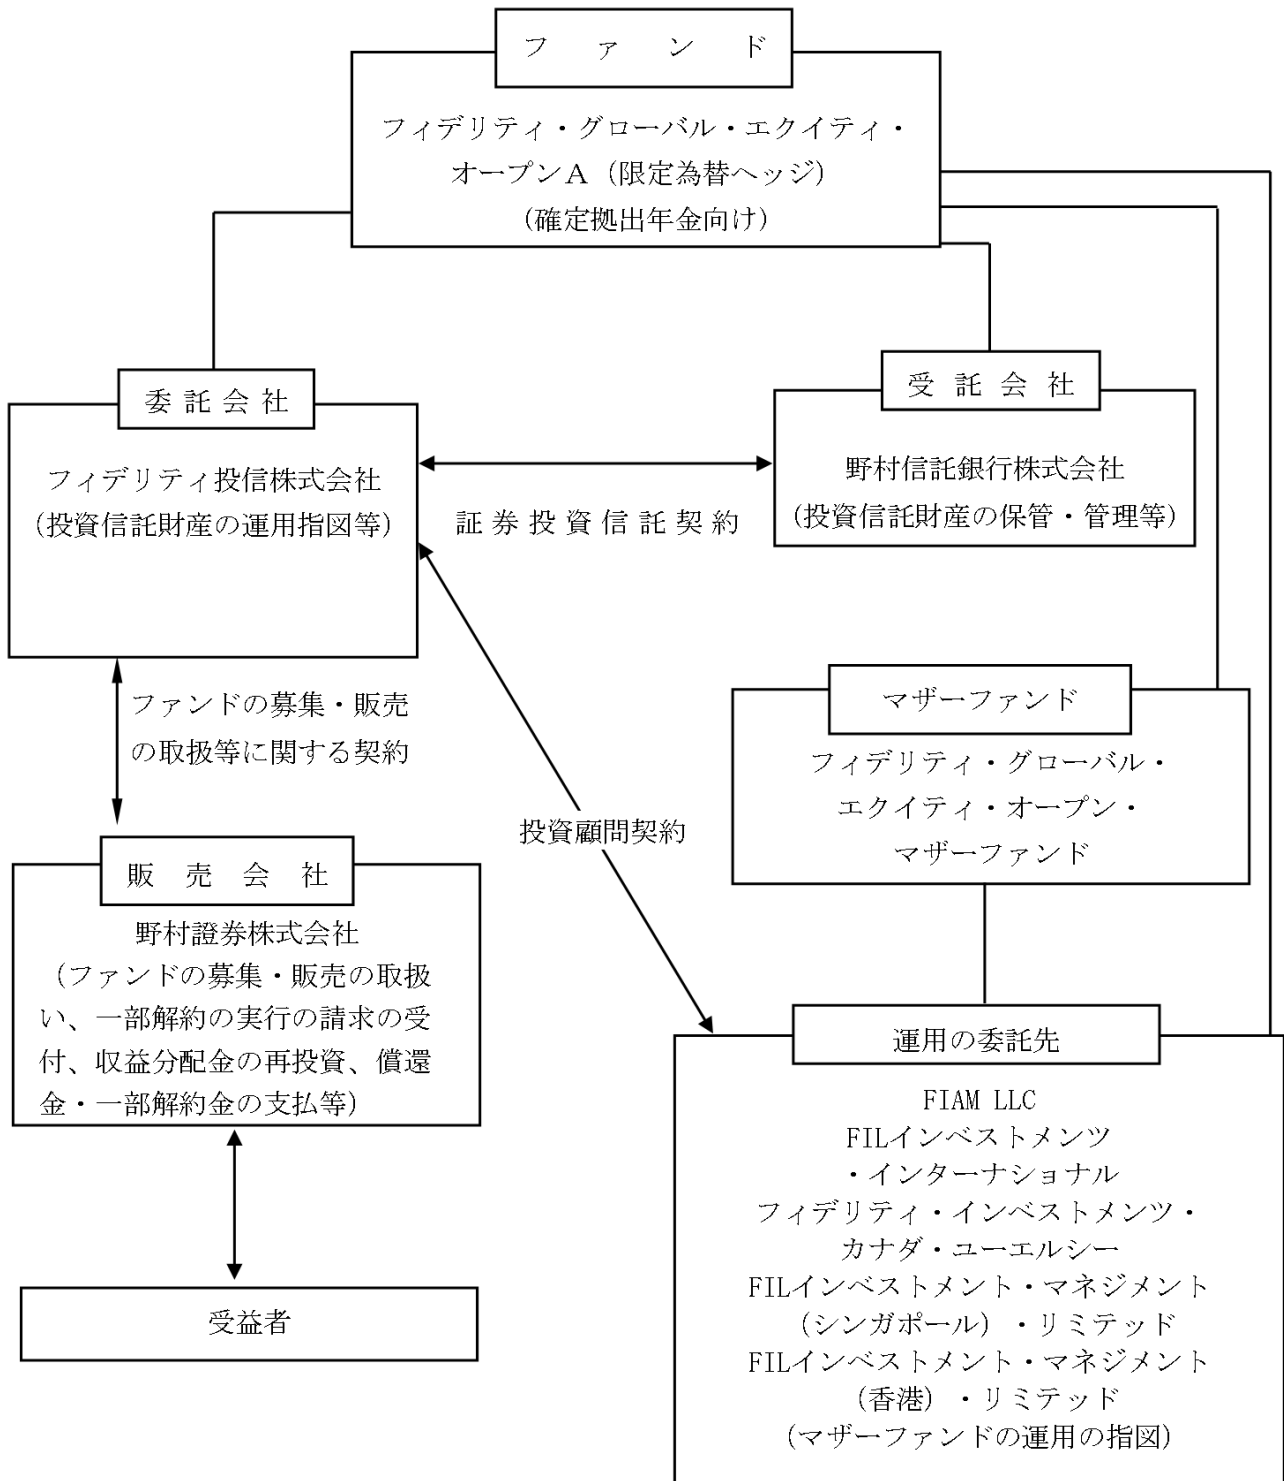 ファンド
フィデリティ・グローバル・エクイティ・
オープンＡ（限定為替ヘッジ）
（確定拠出年金向け）
委託会社
フィデリティ投信株式会社
（投資信託財産の運用指図等）
証券投資信託契約
受託会社
野村信託銀行株式会社
（投資信託財産の保管・管理等）
ファンドの募集・販売
の取扱等に関する契約
投資顧問契約
マザーファンド
フィデリティ・グローバル・
エクイティ・オープン・
マザーファンド
販売会社
野村證券株式会社
（ファンドの募集・販売の取扱
い、一部解約の実行の請求の受
付、収益分配金の再投資、償還
金・一部解約金の支払等）
受益者
運用の委託先
FIAM LLC
FILインベストメンツ
・インターナショナル
フィデリティ・インベストメンツ・
カナダ・ユーエルシー
FILインベストメント・マネジメント
（シンガポール）・リミテッド
FILインベストメント・マネジメント
（香港）・リミテッド
（マザーファンドの運用の指図）